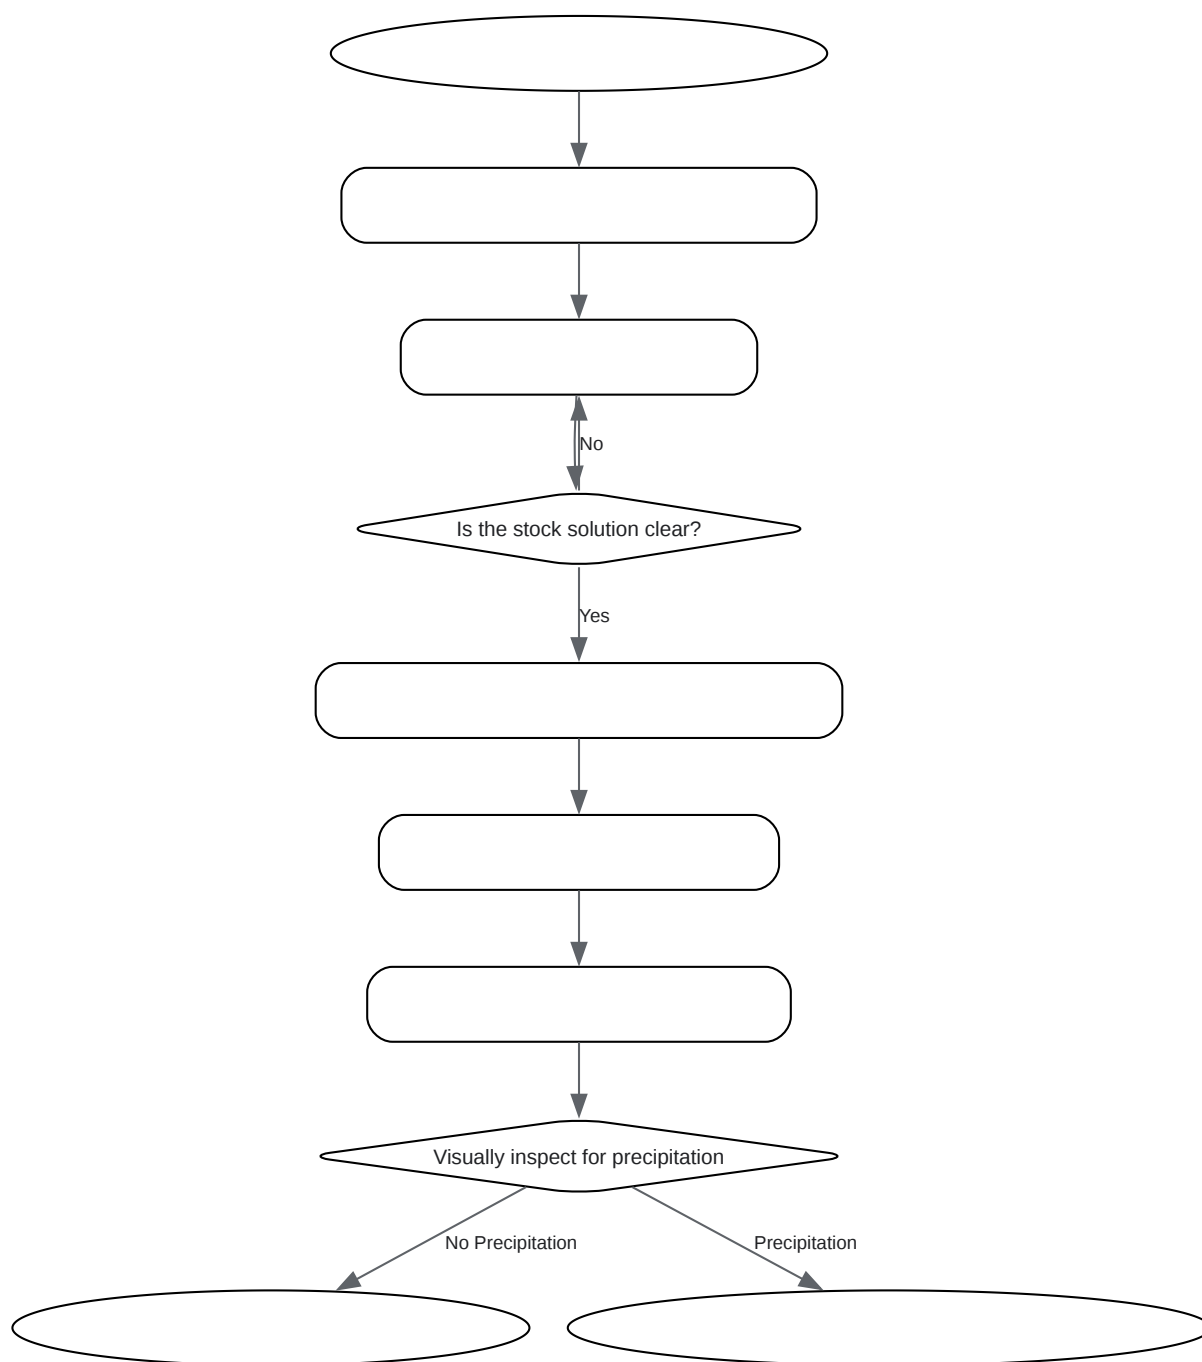 No
Is the stock solution clear?
Yes
Visually inspect for precipitation
No Precipitation
Precipitation